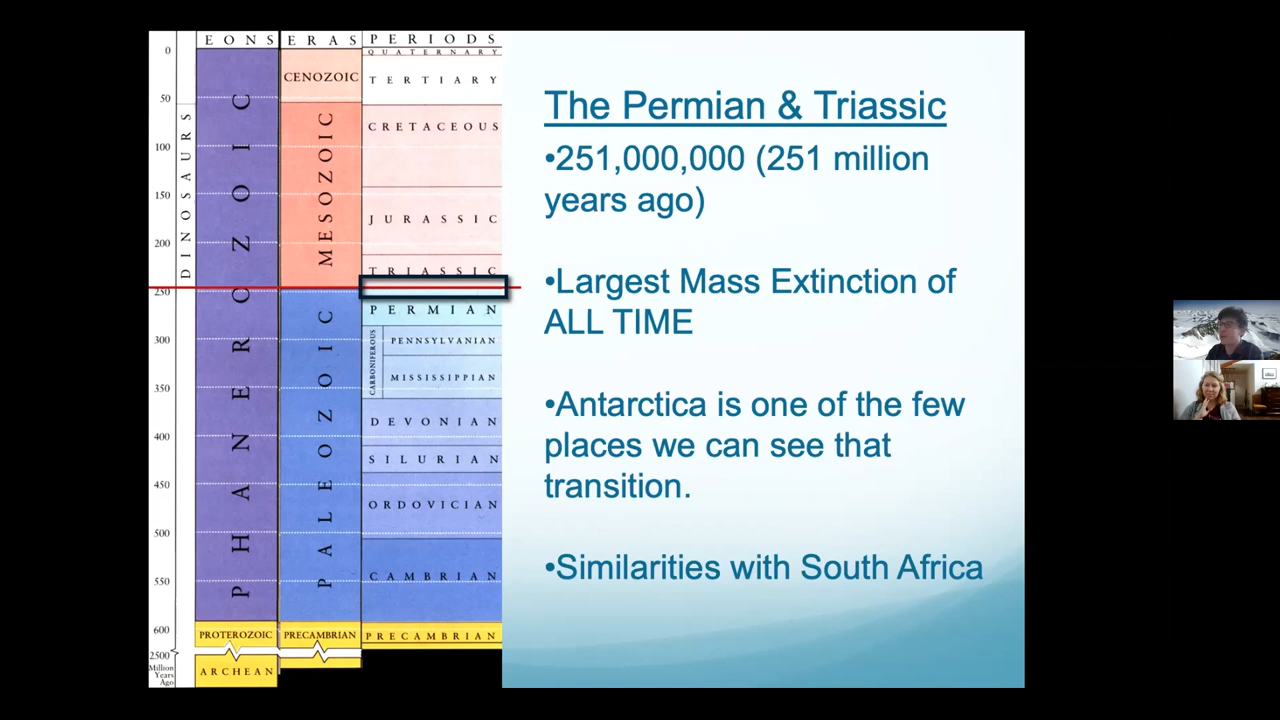 EONS ERAS PERIODS
0
50
100
150
200
250
300
350
400
450
500
550
600
2500
Million
Years
Ago
DINOSAURS
PHANEROZOIC
PROTEROZOIC
ARCHEAN
CENOZOIC
MESOZOIC
PALEOZOIC
PRECAMBRIAN
QUATERNARY
TERTIARY
CRETACEOUS
JURASSIC
TRIASSIC
PERMIAN
CARBONIFEROUS
PENNSYLVANIAN
MISSISSIPPIAN
DEVONIAN
SILURIAN
ORDOVICIAN
CAMBRIAN
PRECAMBRIAN
The Permian & Triassic
•251,000,000 (251 million
years ago)
•Largest Mass Extinction of
ALL TIME
•Antarctica is one of the few
places we can see that
transition.
•Similarities with South Africa